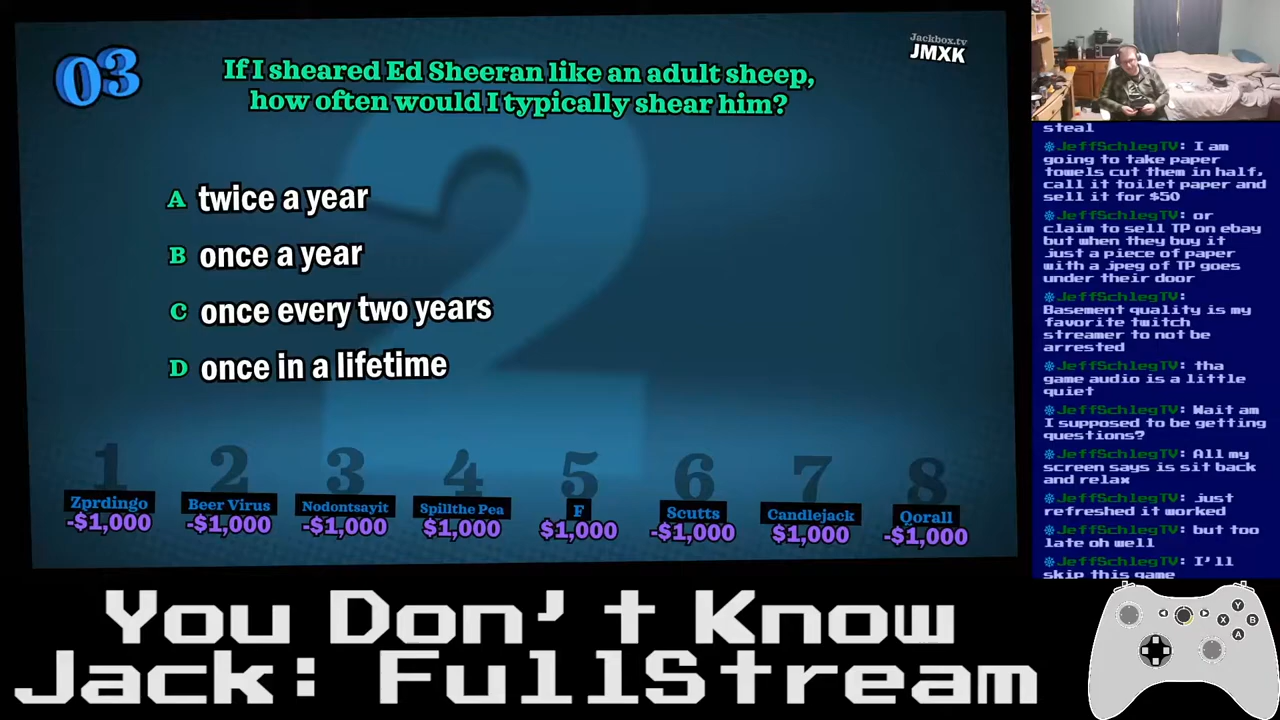 03
If I sheared Ed Sheeran like an adult sheep,
how often would I typically shear him?
Jackbox.tv
JMXK
A twice a year
B once a year
C once every two years
D once in a lifetime
2
1 2 3 4 5 6 7 8
Zprdingo Beer Virus Nodontsayit Spillthe Pea F Scutts Candlejack Qorall
-$1,000 -$1,000 -$1,000 $1,000 $1,000 -$1,000 $1,000 -$1,000
steal
JeffSchlegTV: I am
going to take paper
towels cut them in half,
call it toilet paper and
sell it for $50
JeffSchlegTV: or
claim to sell TP on ebay
but when they buy it
just a piece of paper
with a jpeg of TP goes
under their door
JeffSchlegTV:
Basement quality is my
favorite twitch
streamer to not be
arrested
JeffSchlegTV: tha
game audio is a little
quiet
JeffSchlegTV: Wait am
I supposed to be getting
questions?
JeffSchlegTV: All my
screen says is sit back
and relax
JeffSchlegTV: just
refreshed it worked
JeffSchlegTV: but too
late oh well
JeffSchlegTV: I'll
skip this game
You Don't Know
Jack: FullStream
Y
X B
A